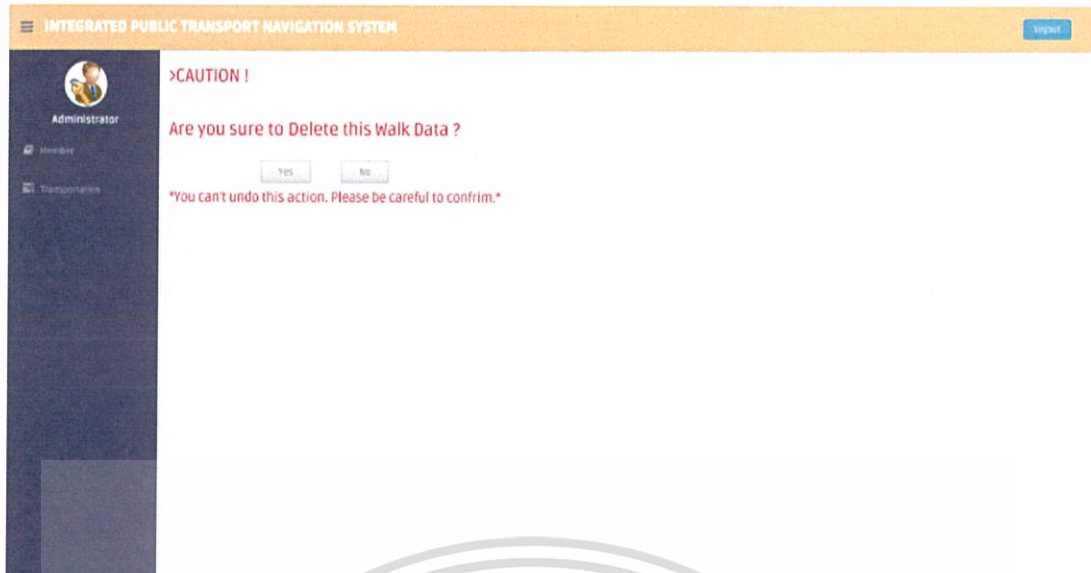 INTEGRATED PUBLIC TRANSPORT NAVIGATION SYSTEM
Logout
>CAUTION !
Administrator
Are you sure to Delete this Walk Data ?
Member
Yes No
Transportation
*You can't undo this action. Please be careful to confrim.*